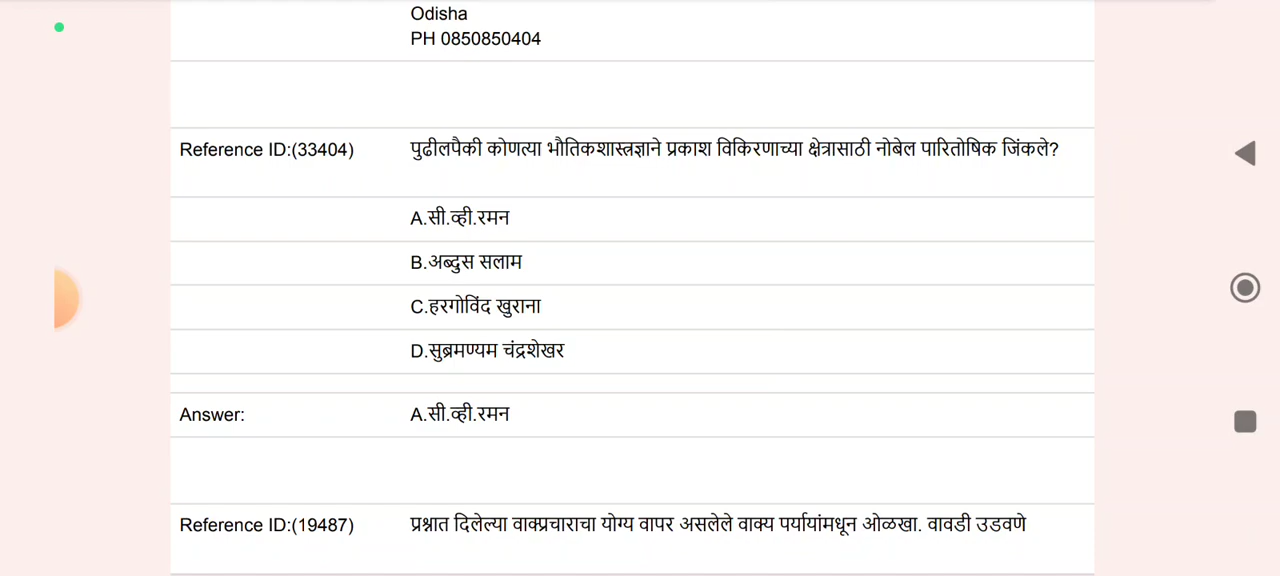 Odisha
PH 0850850404
Reference ID:(33404) पुढीलपैकी कोणत्या भौतिकशास्त्रज्ञाने प्रकाश विकिरणाच्या क्षेत्रासाठी नोबेल पारितोषिक जिंकले?
A.सी.व्ही.रमन
B.अब्दुस सलाम
C.हरगोविंद खुराना
D.सुब्रमण्यम चंद्रशेखर
Answer: A.सी.व्ही.रमन
Reference ID:(19487) प्रश्नात दिलेल्या वाक्प्रचाराचा योग्य वापर असलेले वाक्य पर्यायांमधून ओळखा. वावडी उडवणे